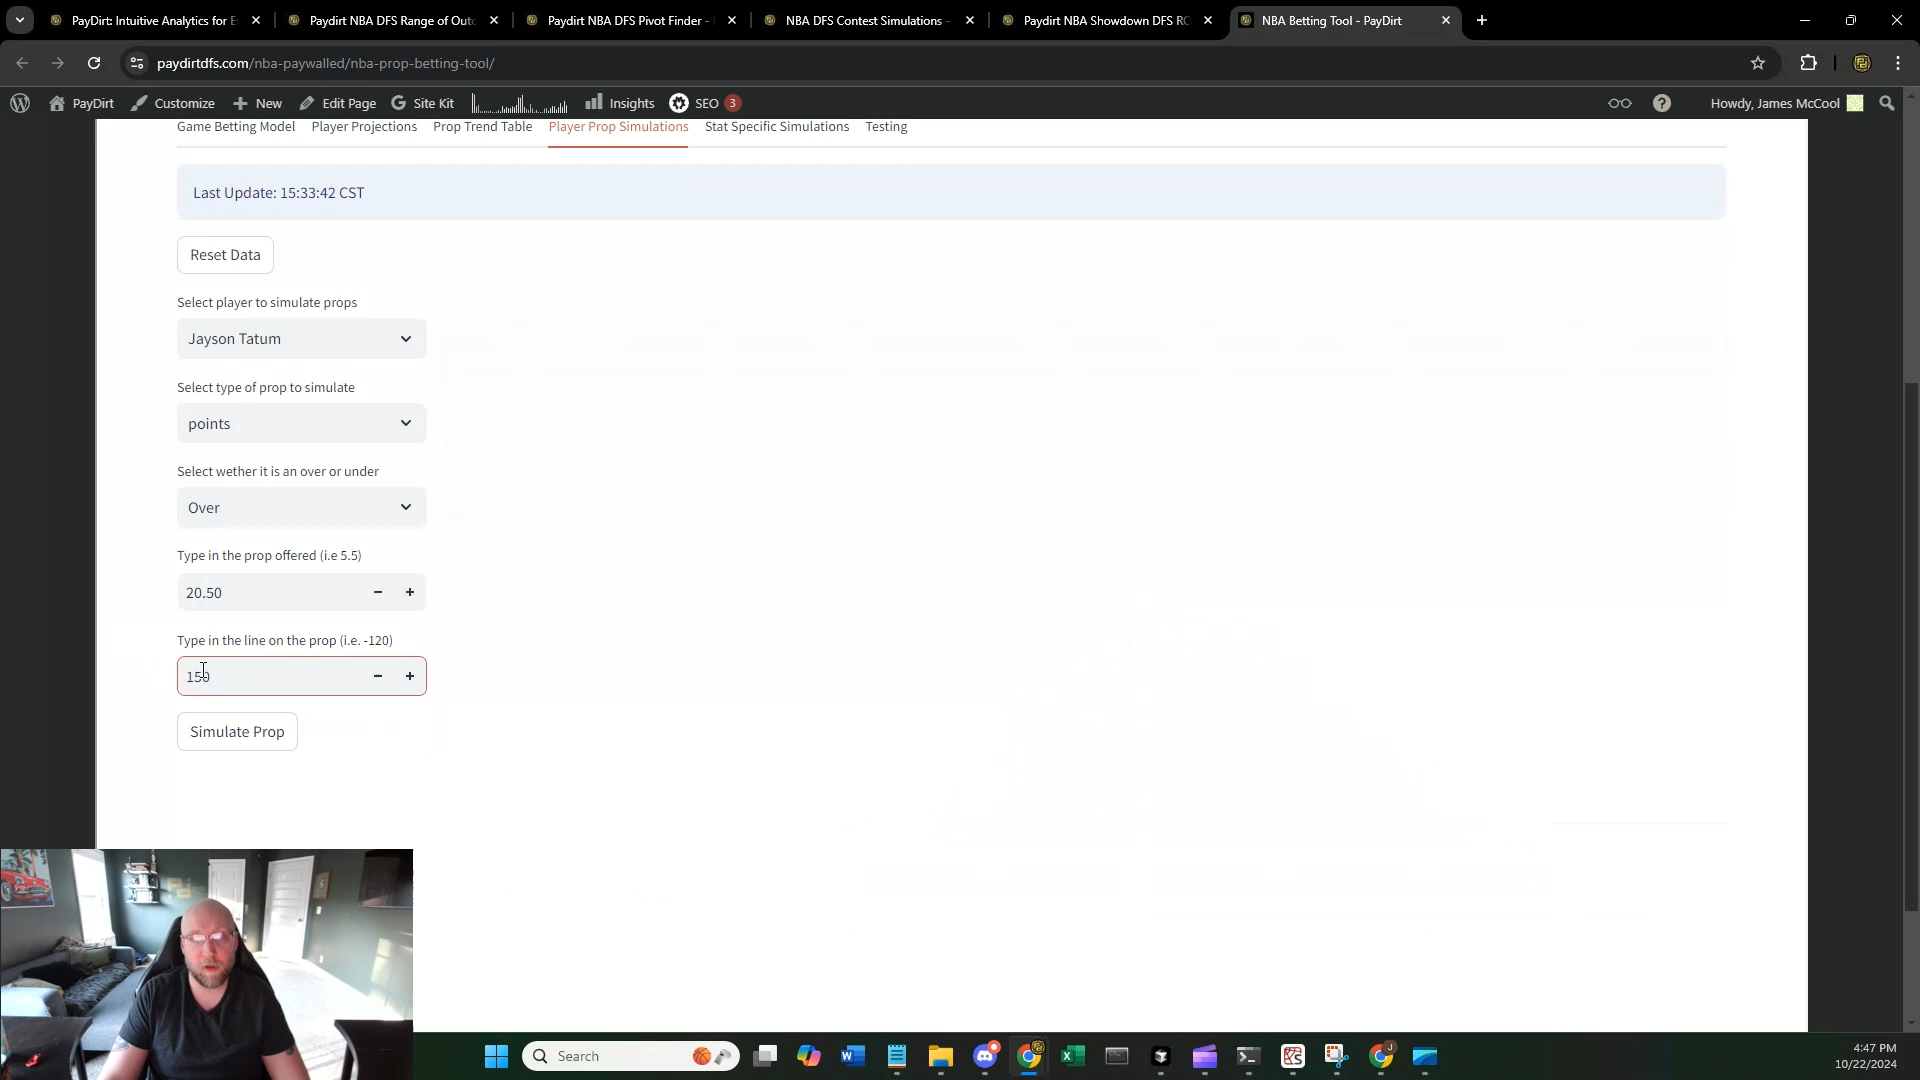 PayDirt: Intuitive Analytics for E
Paydirt NBA DFS Range of Outc
Paydirt NBA DFS Pivot Finder -
NBA DFS Contest Simulations -
Paydirt NBA Showdown DFS RO
NBA Betting Tool - PayDirt
paydirtdfs.com/nba-paywalled/nba-prop-betting-tool/
PayDirt
Customize
New
Edit Page
Site Kit
Insights
SEO 3
Howdy, James McCool
Game Betting Model
Player Projections
Prop Trend Table
Player Prop Simulations
Stat Specific Simulations
Testing
Last Update: 15:33:42 CST
Reset Data
Select player to simulate props
Jayson Tatum
Select type of prop to simulate
points
Select wether it is an over or under
Over
Type in the prop offered (i.e 5.5)
20.50
Type in the line on the prop (i.e. -120)
150
Simulate Prop
Search
4:47 PM
10/22/2024